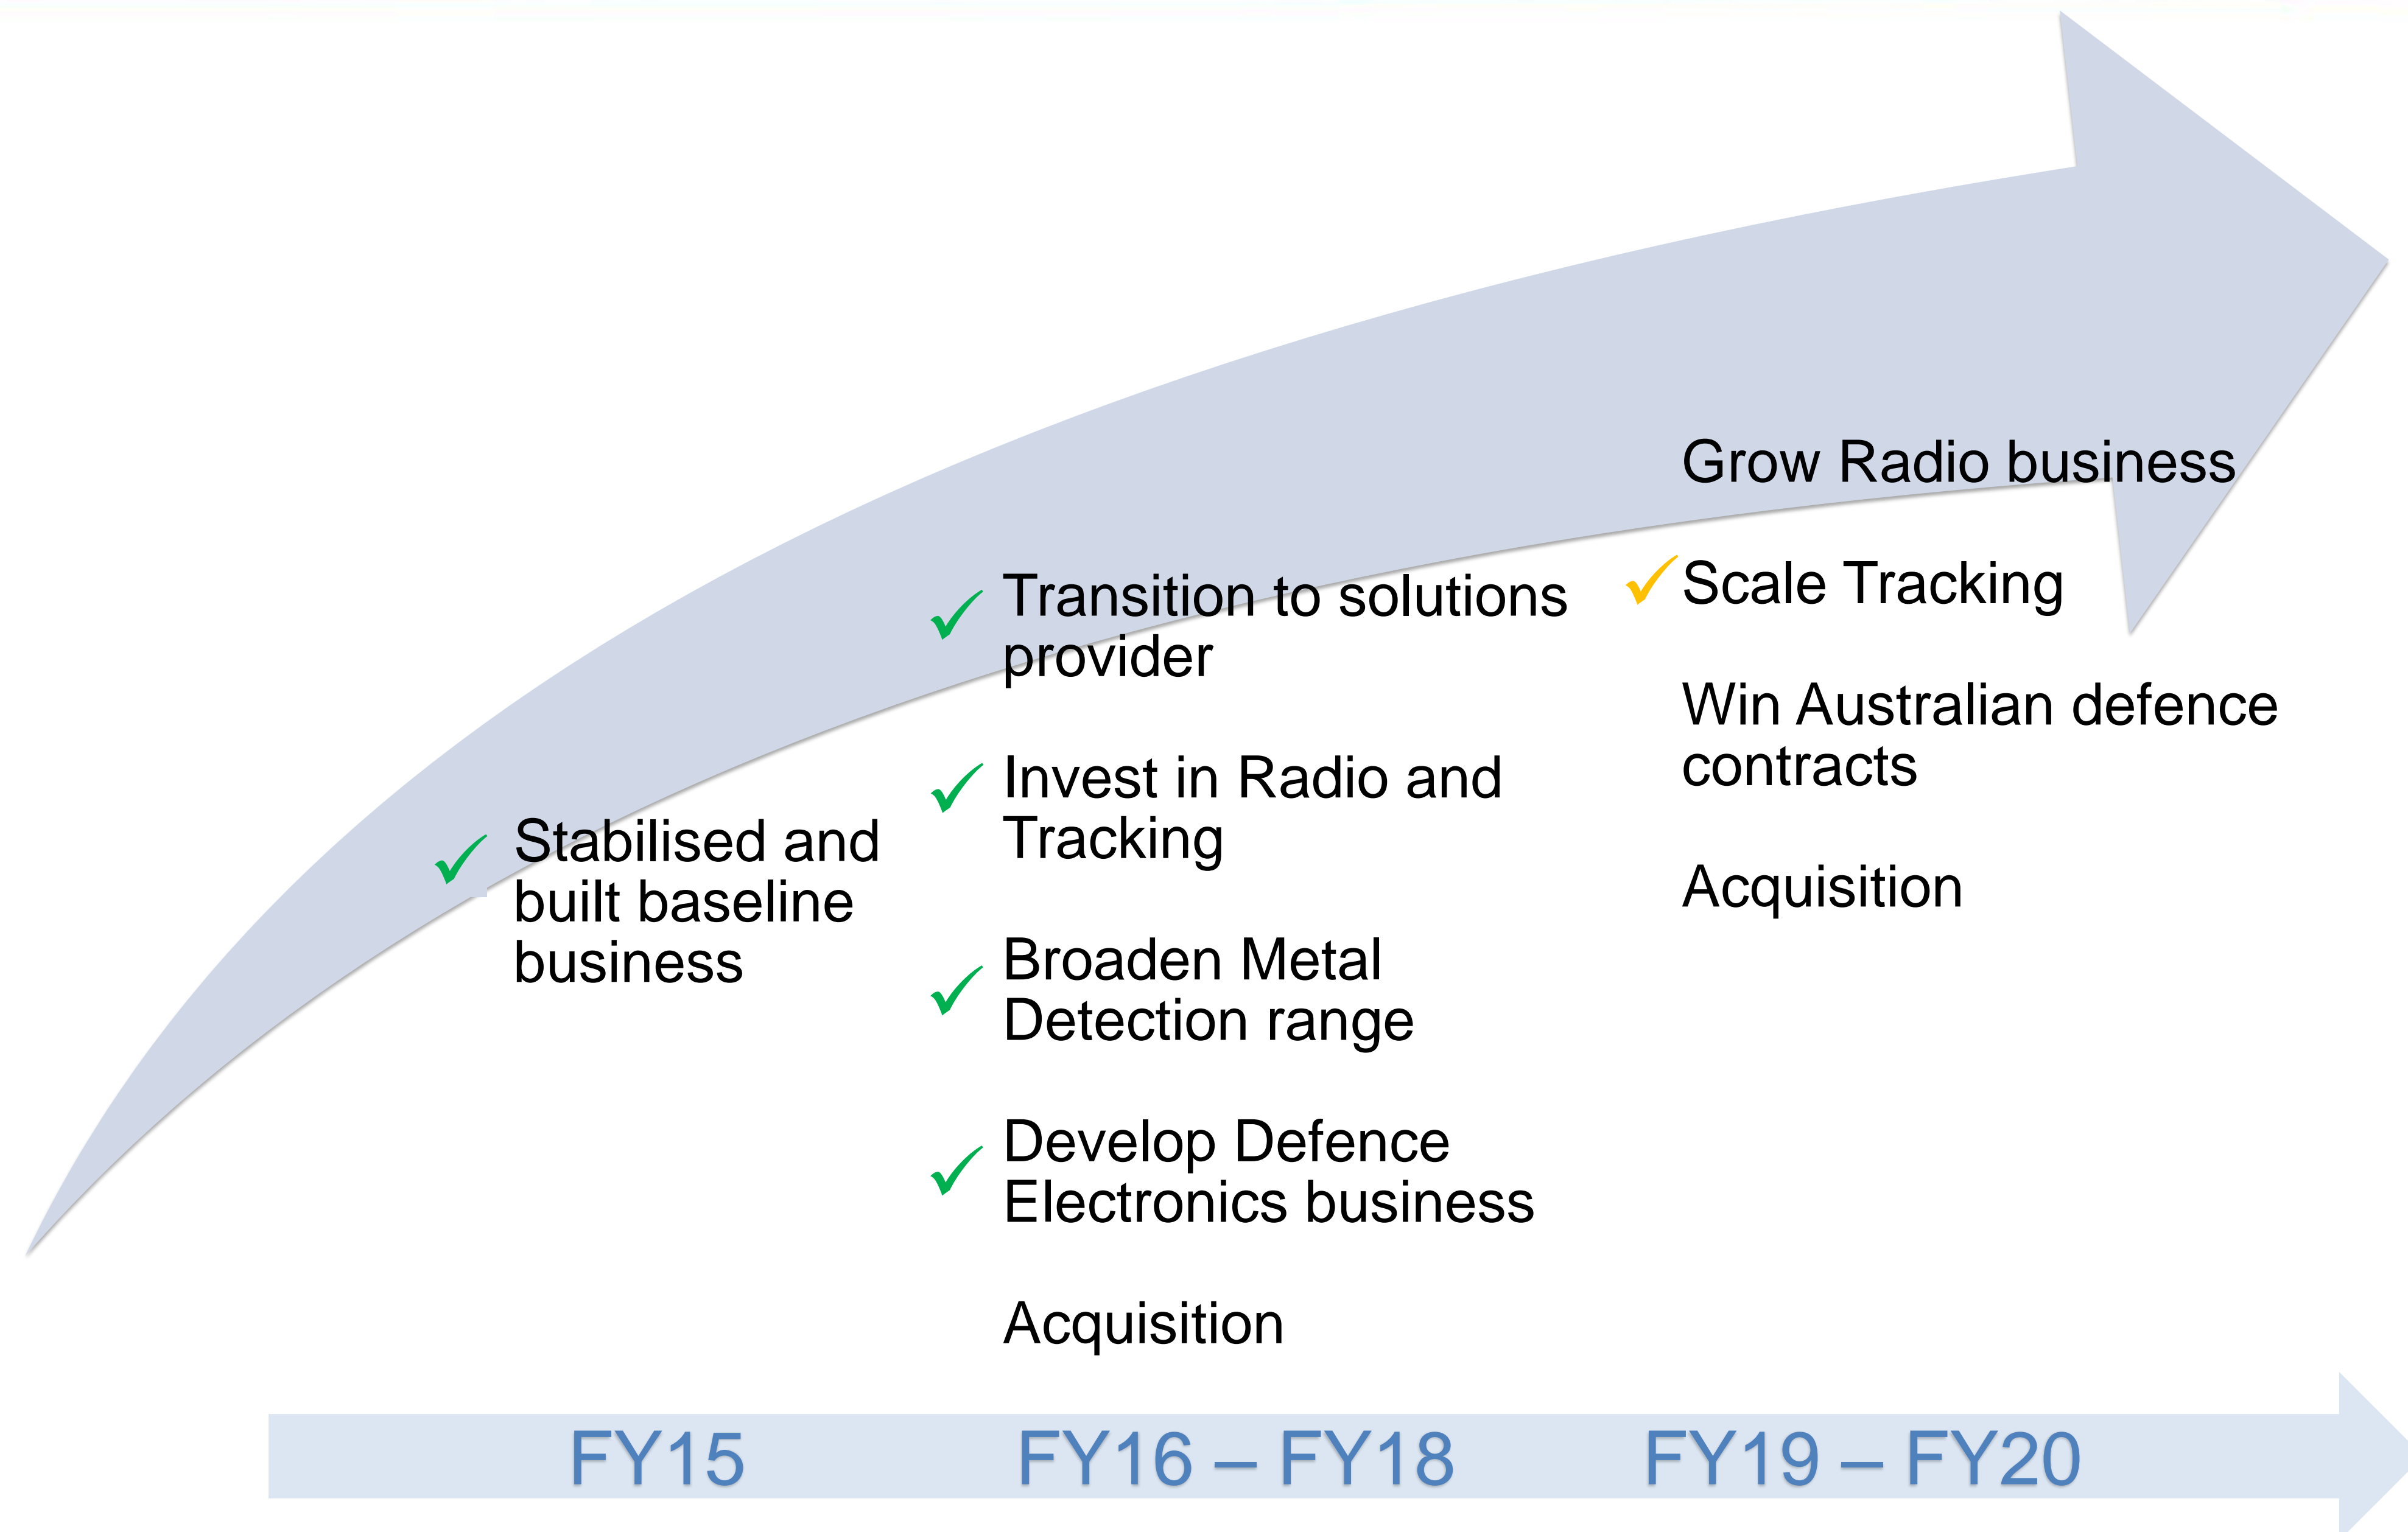 Stabilised and
built baseline
business
Transition to solutions
provider
Invest in Radio and
Tracking
Broaden Metal
Detection range
Develop Defence
Electronics business
Acquisition
Grow Radio business
Scale Tracking
Win Australian defence
contracts
Acquisition
FY15
FY16 – FY18
FY19 – FY20